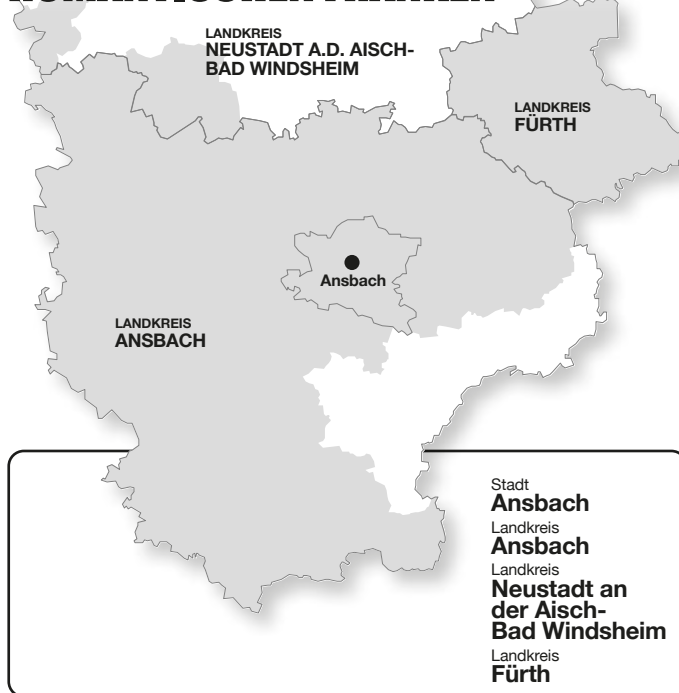 LANDKREIS
NEUSTADT A.D. AISCH-
BAD WINDSHEIM
LANDKREIS
FÜRTH
Ansbach
LANDKREIS
ANSBACH
Stadt
Ansbach
Landkreis
Ansbach
Landkreis
Neustadt an
der Aisch-
Bad Windsheim
Landkreis
Fürth